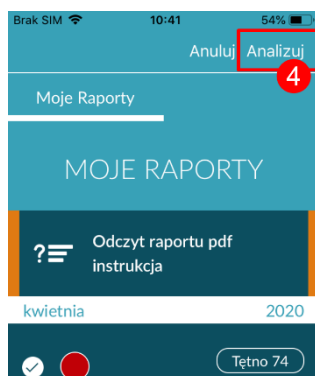 Brak SIM 10:41 54%
Anuluj Analizuj
4
Moje Raporty
MOJE RAPORTY
?
Odczyt raportu pdf
instrukcja
kwietnia 2020
Tętno 74